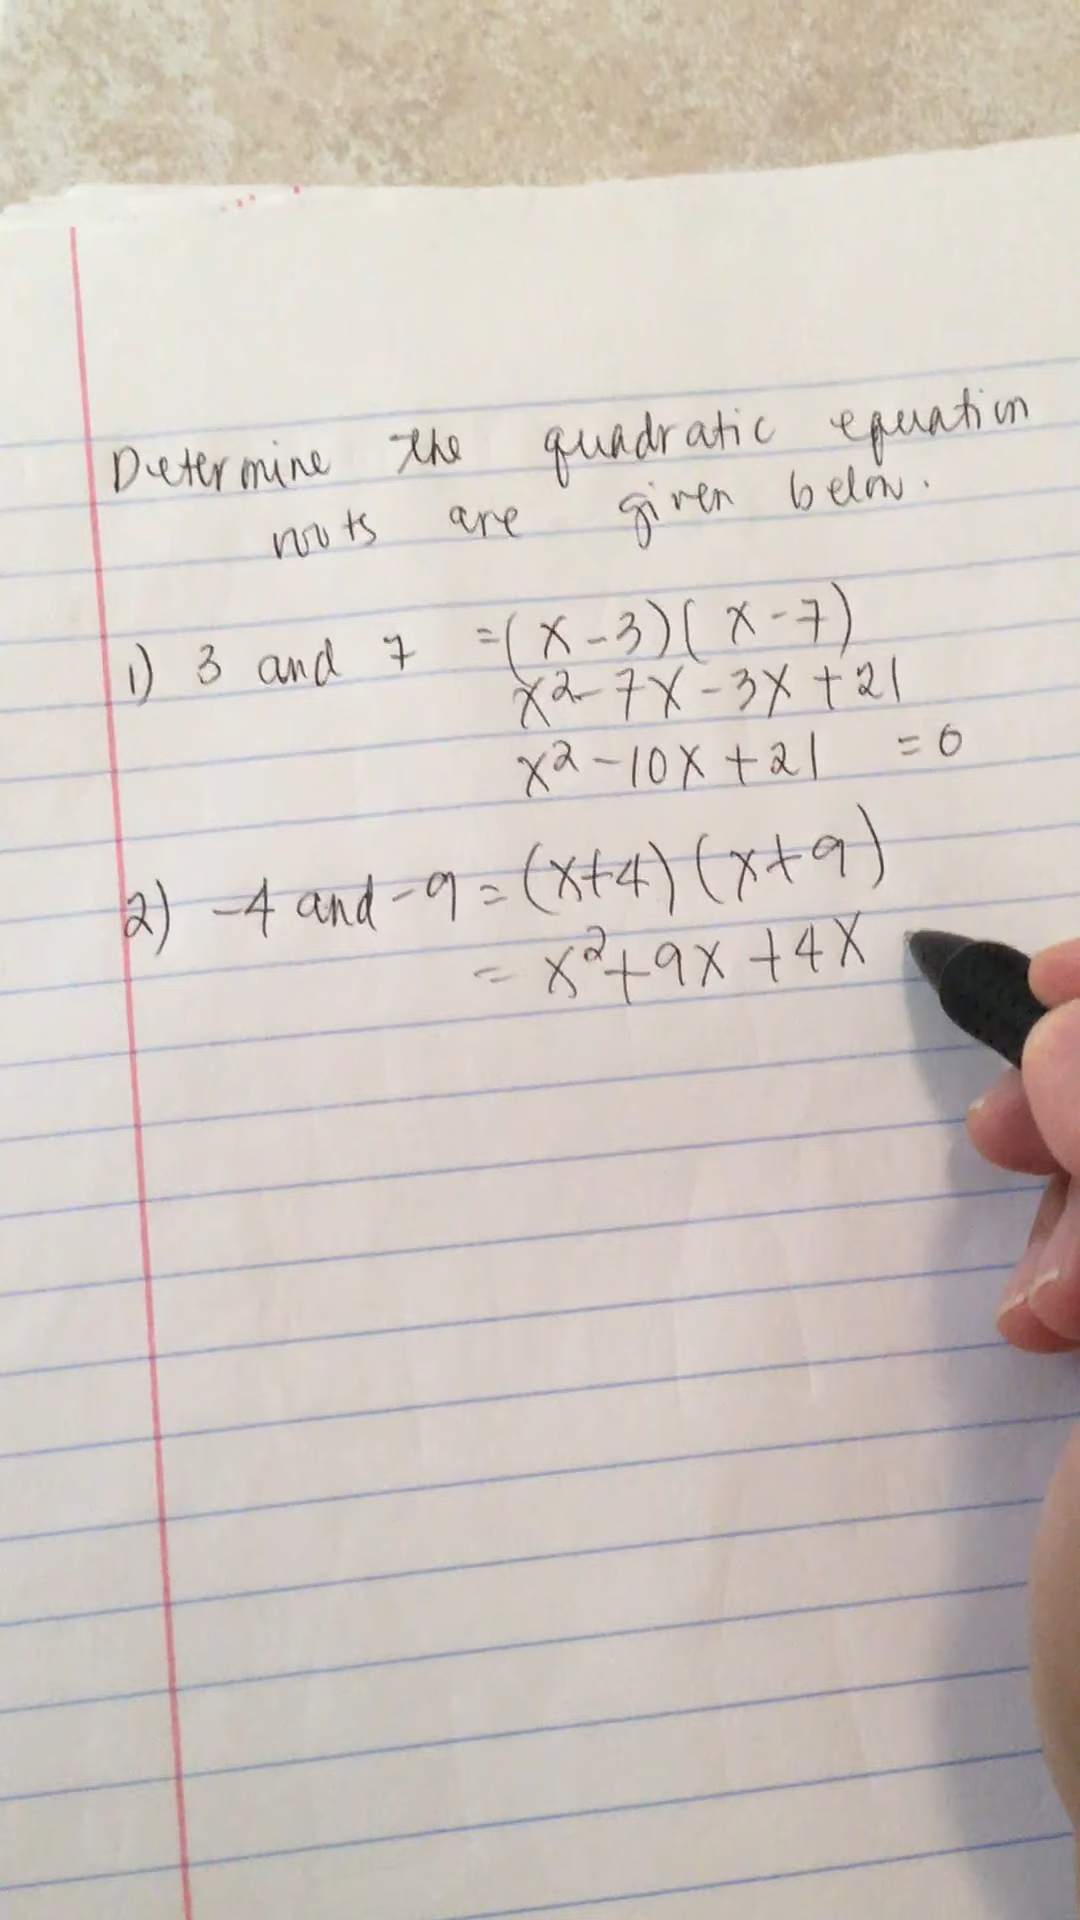 Determine the quadratic equation
roots are given below.
1) 3 and 7 =(x-3)(x-7)
x²-7x-3x+21
x²-10x+21 =0
2) -4 and -9 = (x+4)(x+9)
= x²+9x+4x